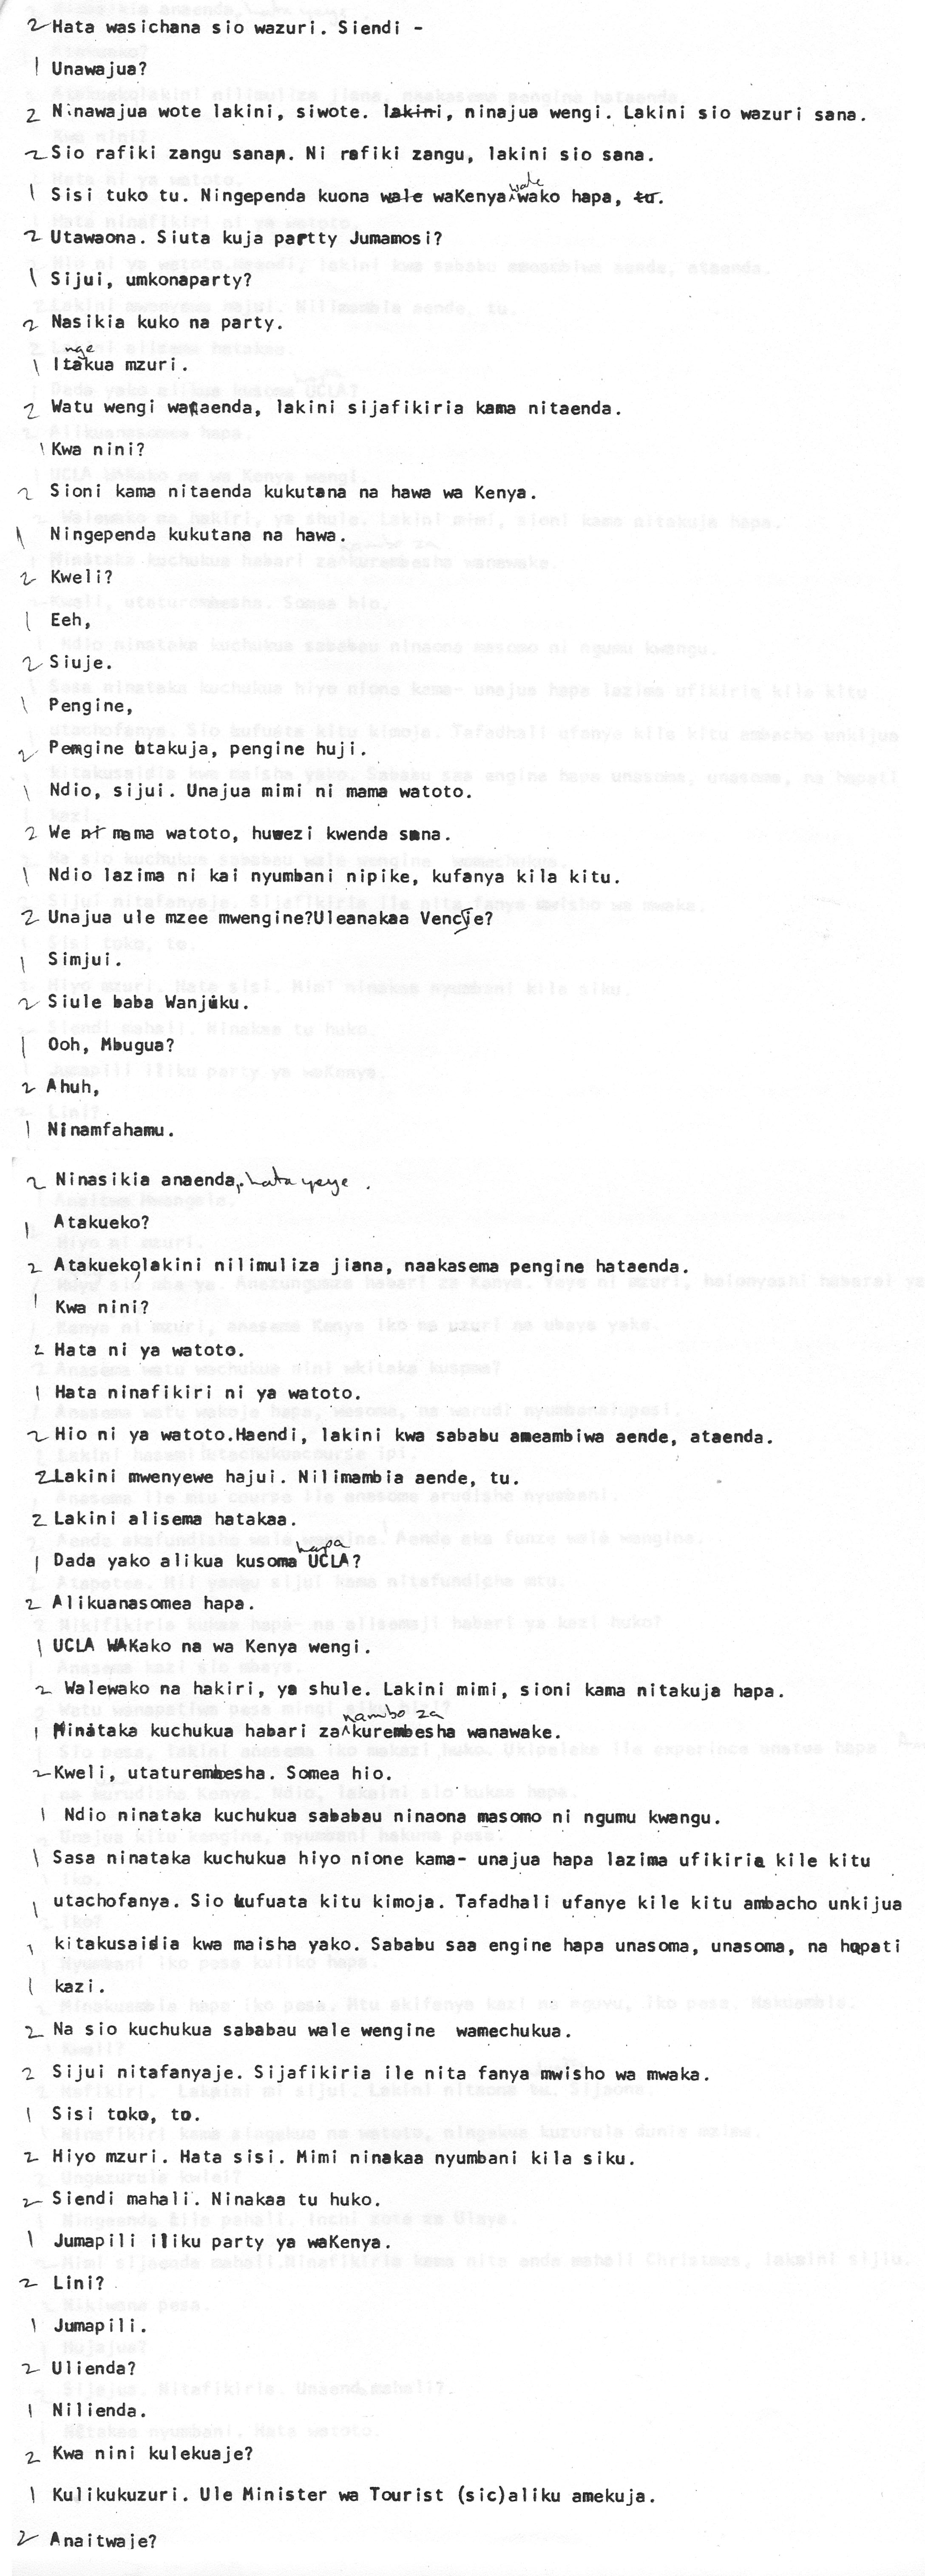 2 Hata wasichana sio wazuri. Siendi -
1 Unawajua?
2 Ninawajua wote lakini, siwote. lakini, ninajua wengi. Lakini sio wazuri sana.
2 Sio rafiki zangu sana. Ni rafiki zangu, lakini sio sana.
1 Sisi tuko tu. Ningependa kuona wale waKenya wale wako hapa, tu.
2 Utawaona. Siuta kuja partty Jumamosi?
1 Sijui, umkonaparty?
2 Nasikia kuko na party.
nge
1 Itakua mzuri.
2 Watu wengi wataenda, lakini sijafikiria kama nitaenda.
1 Kwa nini?
2 Sioni kama nitaenda kukutana na hawa wa Kenya.
1 Ningependa kukutana na hawa.
2 Kweli?
1 Eeh,
2 Siuje.
1 Pengine,
2 Pengine utakuja, pengine huji.
1 Ndio, sijui. Unajua mimi ni mama watoto.
2 We ni mama watoto, huwezi kwenda sana.
1 Ndio lazima ni kai nyumbani nipike, kufanya kila kitu.
2 Unajua ule mzee mwengine?Uleanakaa Vencje?
1 Simjui.
2 Siule baba Wanjiku.
1 Ooh, Mbugua?
2 Ahuh,
1 Ninamfahamu.
2 Ninasikia anaenda, hata yeye.
1 Atakueko?
2 Atakueko,lakini nilimuliza jiana, naakasema pengine hataenda.
1 Kwa nini?
2 Hata ni ya watoto.
1 Hata ninafikiri ni ya watoto.
2 Hio ni ya watoto.Haendi, lakini kwa sababu ameambiwa aende, ataenda.
2 Lakini mwenyewe hajui. Nilimambia aende, tu.
2 Lakini alisema hatakaa.
1 Dada yako alikua kusoma hapa UCLA?
2 Alikuanasomea hapa.
1 UCLA WAKako na wa Kenya wengi.
2 Walewako na hakiri, ya shule. Lakini mimi, sioni kama nitakuja hapa.
1 Ninataka kuchukua habari za mambo za kurembesha wanawake.
2 Kweli, utaturembesha. Somea hio.
1 Ndio ninataka kuchukua sababau ninaona masomo ni ngumu kwangu.
1 Sasa ninataka kuchukua hiyo nione kama- unajua hapa lazima ufikiria kile kitu
1 utachofanya. Sio kufuata kitu kimoja. Tafadhali ufanye kile kitu ambacho unkijua
1 kitakusaidia kwa maisha yako. Sababu saa engine hapa unasoma, unasoma, na hupati
1 kazi.
2 Na sio kuchukua sababau wale wengine wamechukua.
2 Sijui nitafanyaje. Sijafikiria ile nita fanya mwisho wa mwaka.
1 Sisi toko, to.
2 Hiyo mzuri. Hata sisi. Mimi ninakaa nyumbani kila siku.
2 Siendi mahali. Ninakaa tu huko.
1 Jumapili iliku party ya waKenya.
2 Lini?
1 Jumapili.
2 Ulienda?
1 Nilienda.
2 Kwa nini kulekuaje?
1 Kulikukuzuri. Ule Minister wa Tourist (sic)aliku amekuja.
2 Anaitwaje?